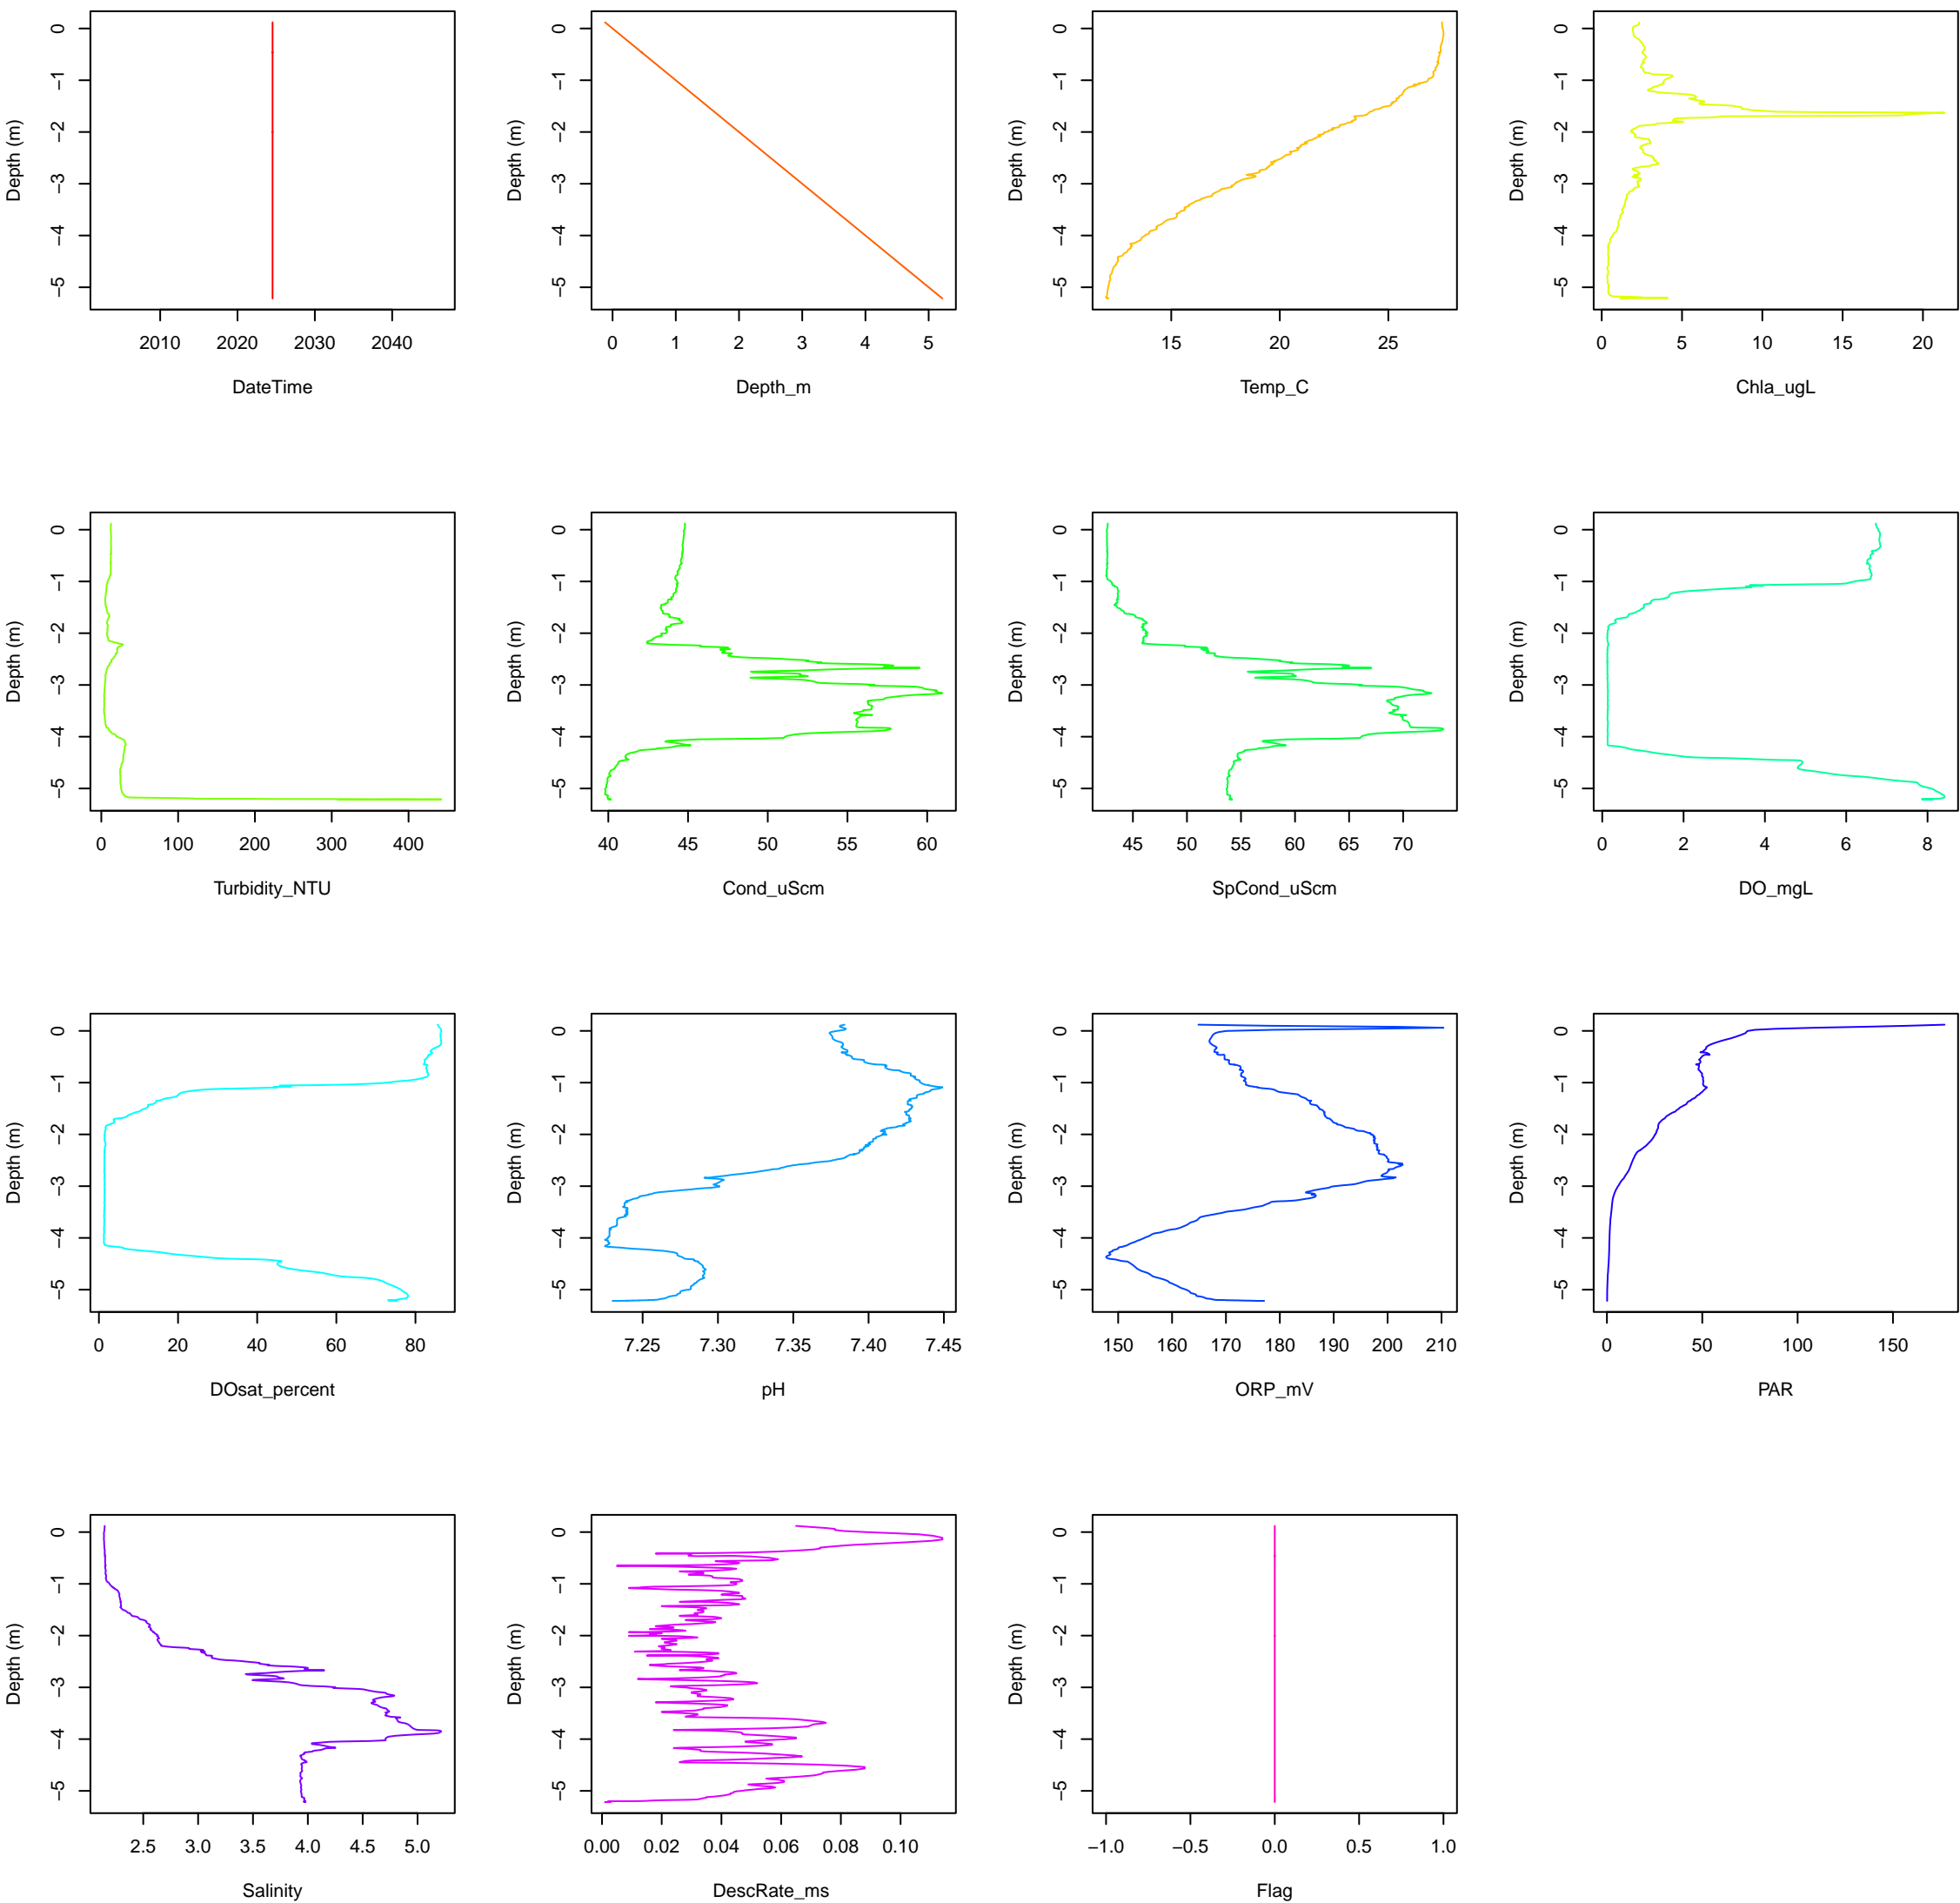 Depth (m)
0
−1
−2
−3
−4
−5
2010 2020 2030 2040
DateTime
Depth (m)
0
−1
−2
−3
−4
−5
0 1 2 3 4 5
Depth_m
Depth (m)
0
−1
−2
−3
−4
−5
15 20 25
Temp_C
Depth (m)
0
−1
−2
−3
−4
−5
0 5 10 15 20
Chla_ugL
Depth (m)
0
−1
−2
−3
−4
−5
0 100 200 300 400
Turbidity_NTU
Depth (m)
0
−1
−2
−3
−4
−5
40 45 50 55 60
Cond_uScm
Depth (m)
0
−1
−2
−3
−4
−5
45 50 55 60 65 70
SpCond_uScm
Depth (m)
0
−1
−2
−3
−4
−5
0 2 4 6 8
DO_mgL
Depth (m)
0
−1
−2
−3
−4
−5
0 20 40 60 80
DOsat_percent
Depth (m)
0
−1
−2
−3
−4
−5
7.25 7.30 7.35 7.40 7.45
pH
Depth (m)
0
−1
−2
−3
−4
−5
150 160 170 180 190 200 210
ORP_mV
Depth (m)
0
−1
−2
−3
−4
−5
0 50 100 150
PAR
Depth (m)
0
−1
−2
−3
−4
−5
2.5 3.0 3.5 4.0 4.5 5.0
Salinity
Depth (m)
0
−1
−2
−3
−4
−5
0.00 0.02 0.04 0.06 0.08 0.10
DescRate_ms
Depth (m)
0
−1
−2
−3
−4
−5
−1.0 −0.5 0.0 0.5 1.0
Flag